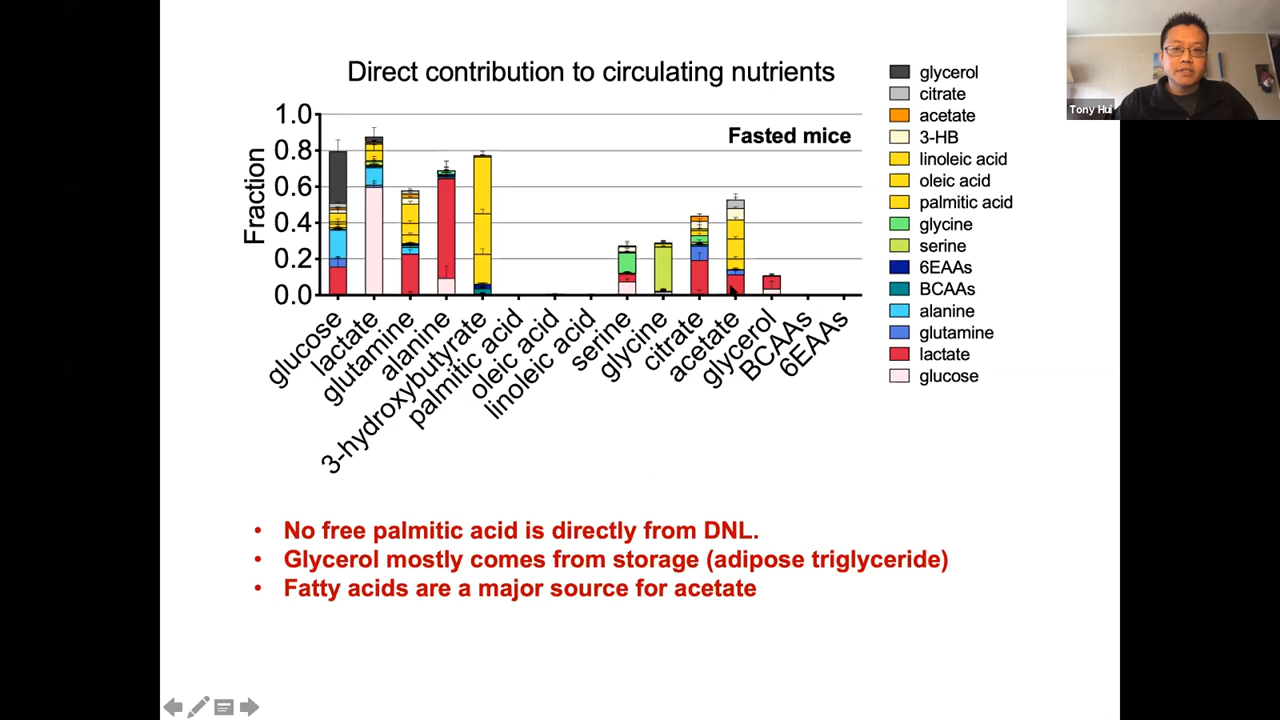 Direct contribution to circulating nutrients
Fasted mice
Fraction
1.0
0.8
0.6
0.4
0.2
0.0
glucose
lactate
glutamine
alanine
3-hydroxybutyrate
palmitic acid
oleic acid
linoleic acid
serine
glycine
citrate
acetate
glycerol
BCAAs
6EAAs
glycerol
citrate
acetate
3-HB
linoleic acid
oleic acid
palmitic acid
glycine
serine
6EAAs
BCAAs
alanine
glutamine
lactate
glucose
Tony Hui
• No free palmitic acid is directly from DNL.
• Glycerol mostly comes from storage (adipose triglyceride)
• Fatty acids are a major source for acetate